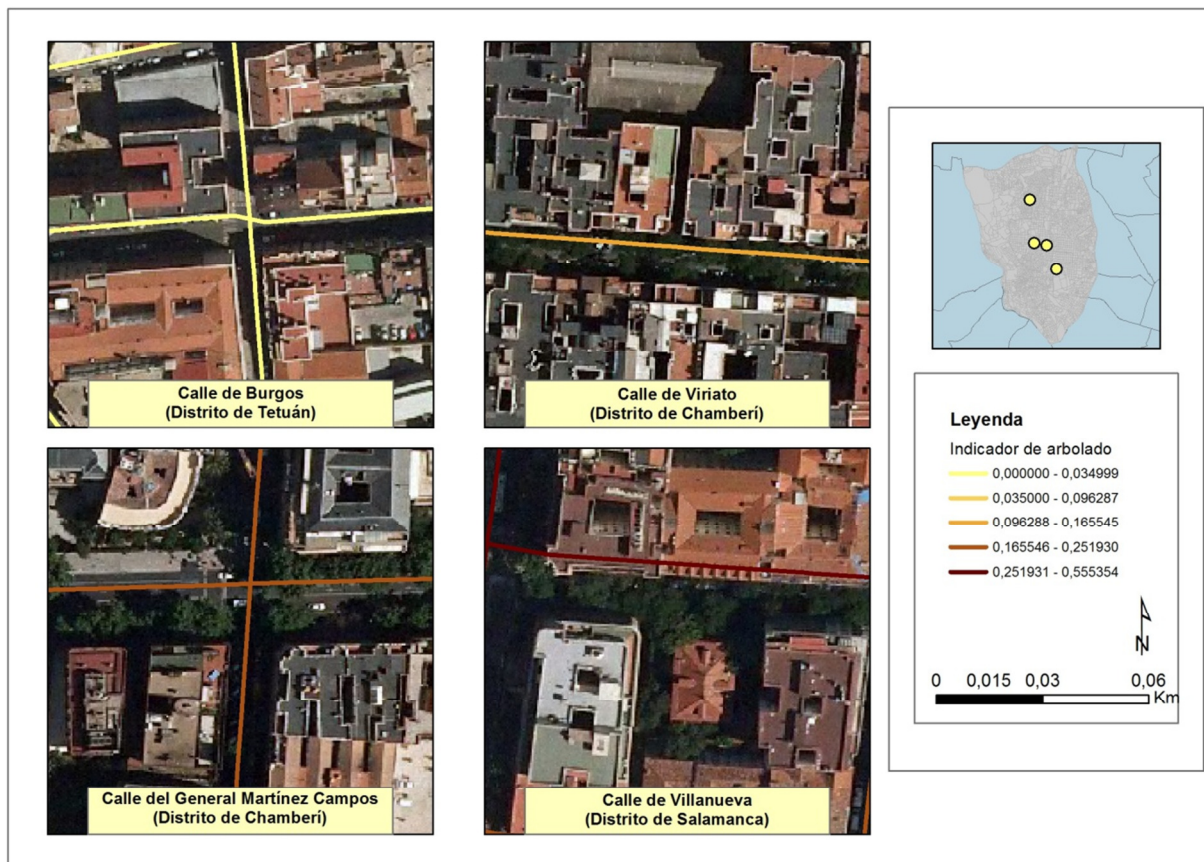 Calle de Burgos
(Distrito de Tetuán)
Calle de Viriato
(Distrito de Chamberí)
Calle del General Martínez Campos
(Distrito de Chamberí)
Calle de Villanueva
(Distrito de Salamanca)
Leyenda
Indicador de arbolado
0,000000 - 0,034999
0,035000 - 0,096287
0,096288 - 0,165545
0,165546 - 0,251930
0,251931 - 0,555354
N
0 0,015 0,03 0,06
Km